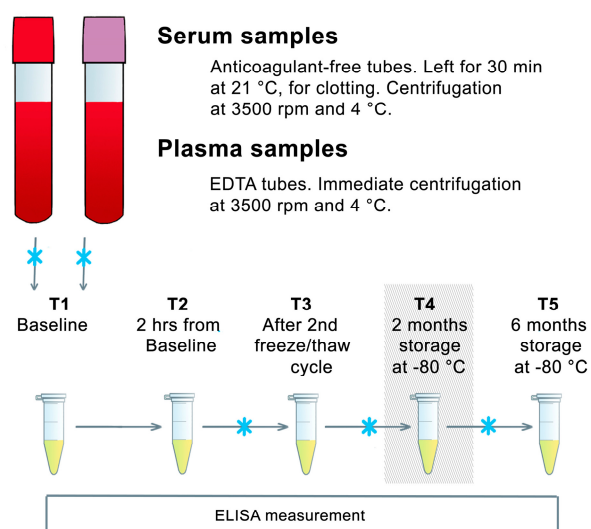 Serum samples
Anticoagulant-free tubes. Left for 30 min
at 21 °C, for clotting. Centrifugation
at 3500 rpm and 4 °C.
Plasma samples
EDTA tubes. Immediate centrifugation
at 3500 rpm and 4 °C.
T1
Baseline
T2
2 hrs from
Baseline
T3
After 2nd
freeze/thaw
cycle
T4
2 months
storage
at -80 °C
T5
6 months
storage
at -80 °C
ELISA measurement